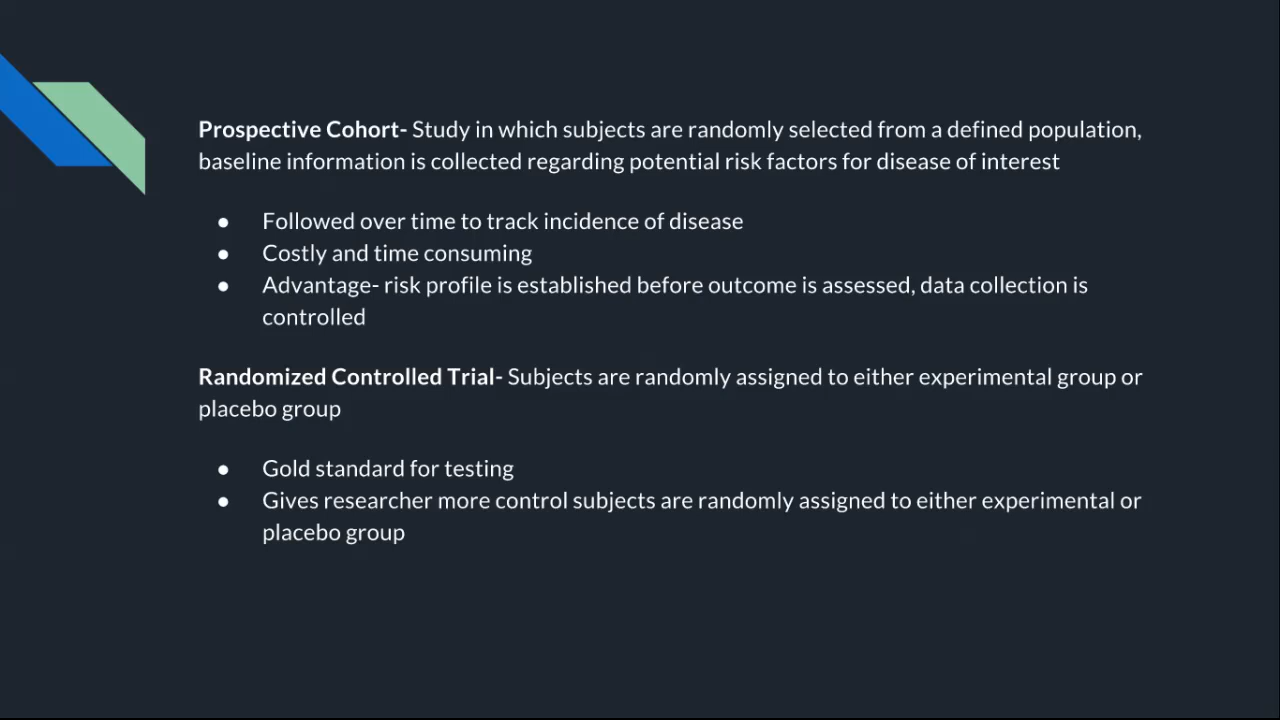 Prospective Cohort- Study in which subjects are randomly selected from a defined population,
baseline information is collected regarding potential risk factors for disease of interest
● Followed over time to track incidence of disease
● Costly and time consuming
● Advantage- risk profile is established before outcome is assessed, data collection is
controlled
Randomized Controlled Trial- Subjects are randomly assigned to either experimental group or
placebo group
● Gold standard for testing
● Gives researcher more control subjects are randomly assigned to either experimental or
placebo group